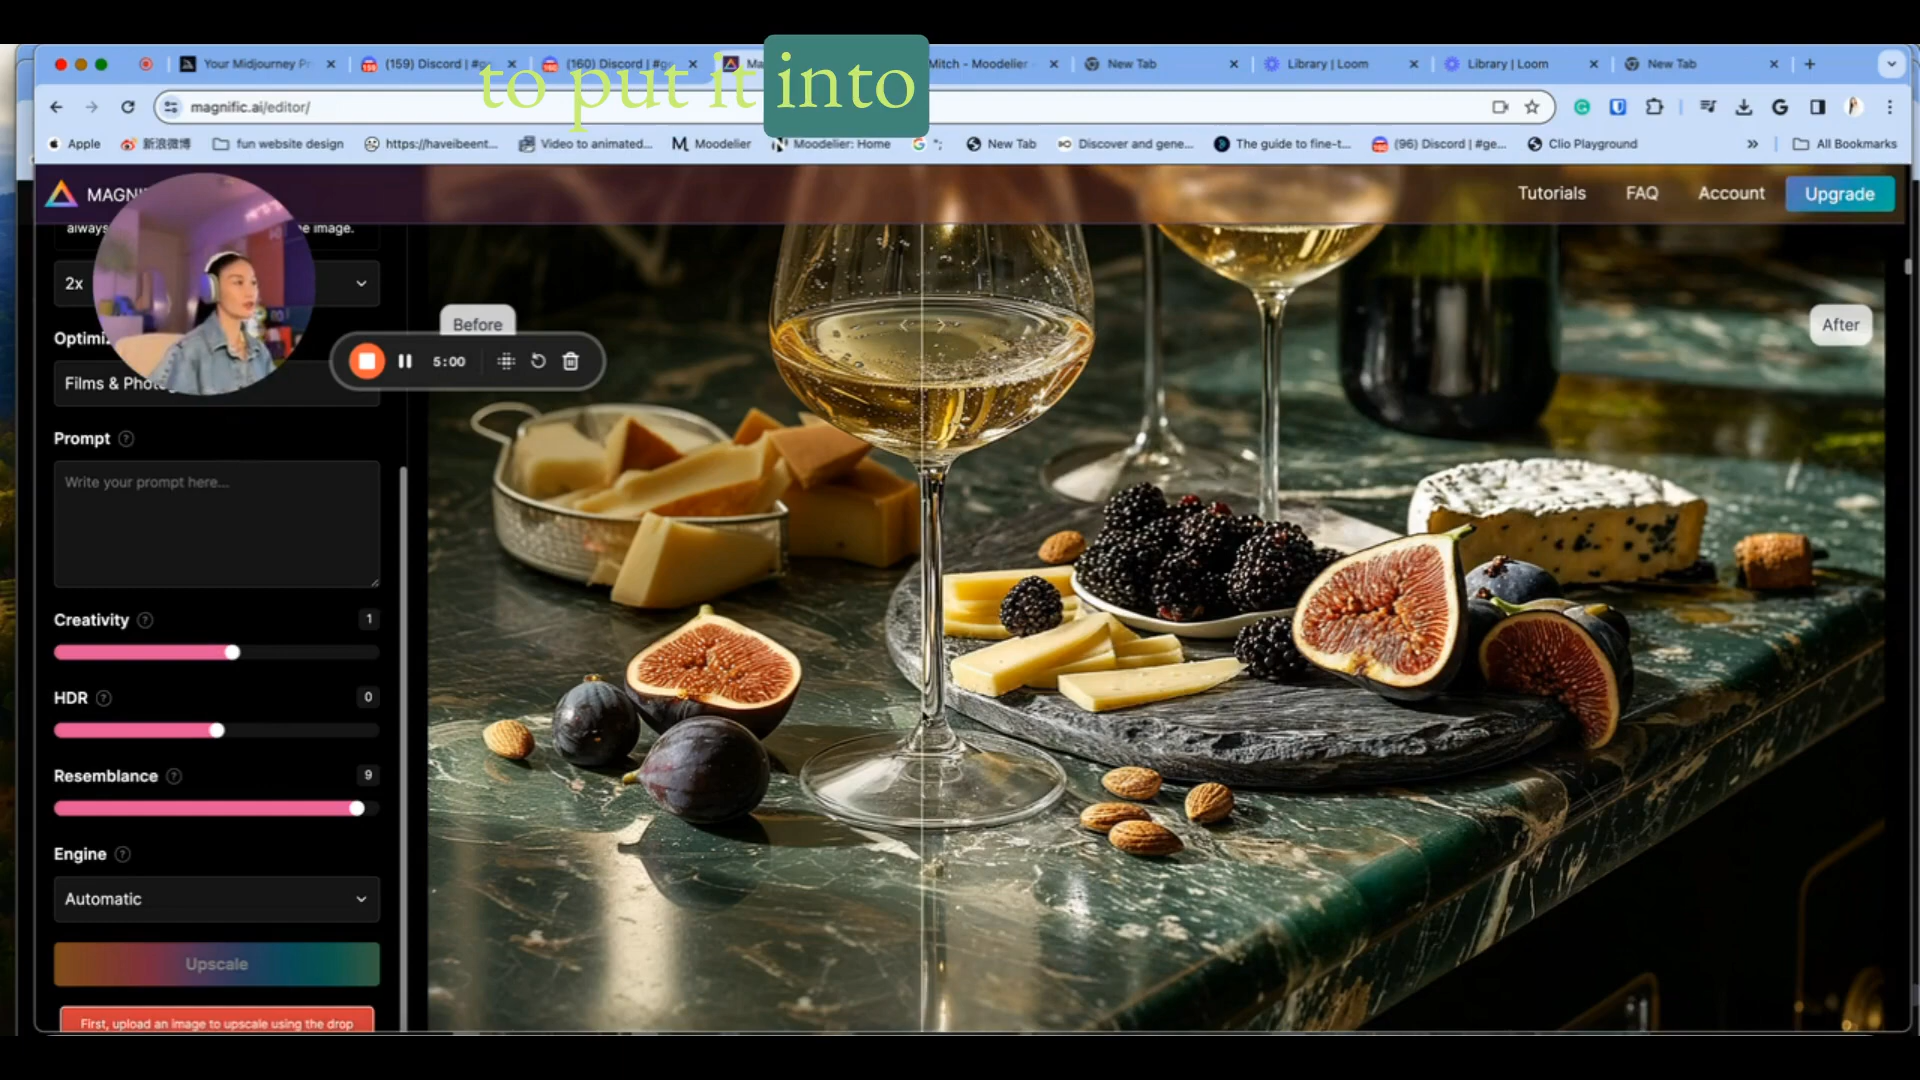 to put it into
Your Midjourney Pr
(159) Discord | #g
(160) Discord | #g
Ma
Mitch - Moodelier
New Tab
Library | Loom
Library | Loom
New Tab
magnific.ai/editor/
Apple
新浪微博
fun website design
https://haveibeent...
Video to animated...
Moodelier
Moodelier: Home
";
New Tab
Discover and gene...
The guide to fine-t...
(96) Discord | #ge...
Clio Playground
All Bookmarks
MAGNI
Tutorials
FAQ
Account
Upgrade
always
e image.
2x
Before
After
Optimi
5:00
Films & Photog
Prompt
Write your prompt here...
Creativity
1
HDR
0
Resemblance
9
Engine
Automatic
Upscale
First, upload an image to upscale using the drop